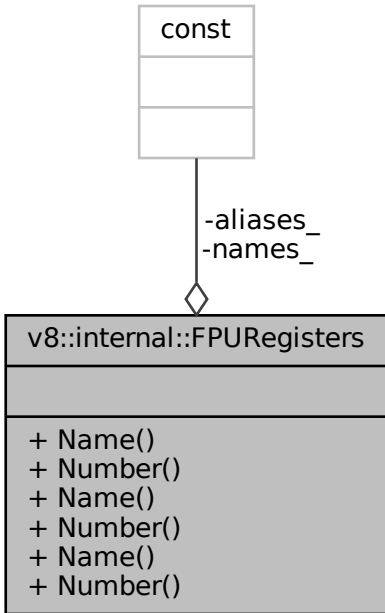 const
-aliases_
-names_
v8::internal::FPURegisters
+ Name()
+ Number()
+ Name()
+ Number()
+ Name()
+ Number()